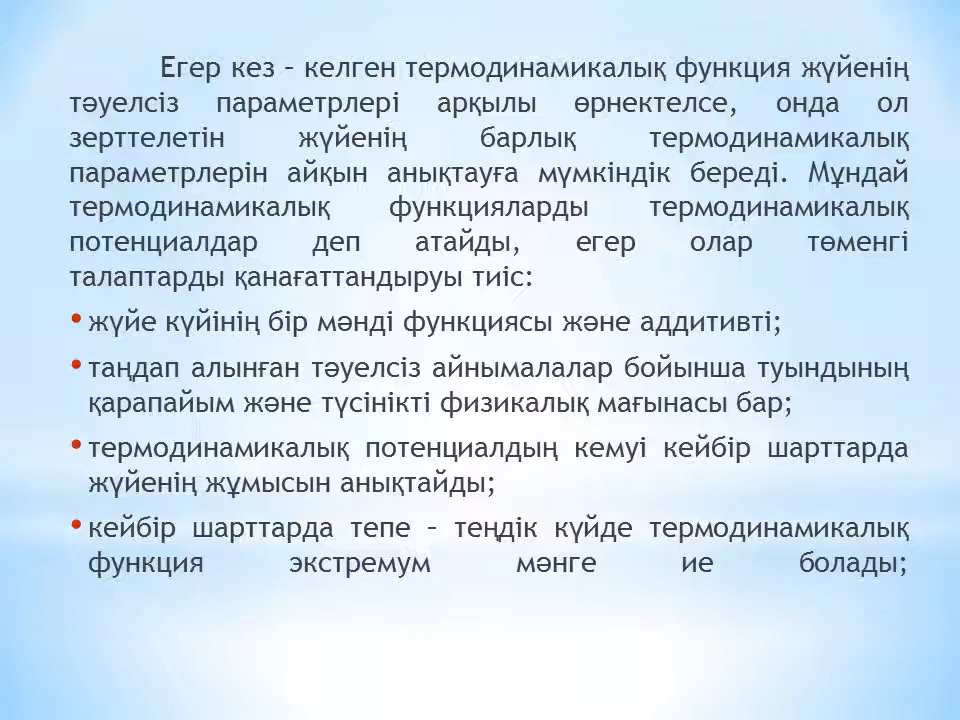 Егер кез – келген термодинамикалық функция жүйенің
тәуелсіз параметрлері арқылы өрнектелсе, онда ол
зерттелетін жүйенің барлық термодинамикалық
параметрлерін айқын анықтауға мүмкіндік береді. Мұндай
термодинамикалық функцияларды термодинамикалық
потенциалдар деп атайды, егер олар төменгі
талаптарды қанағаттандыруы тиіс:
• жүйе күйінің бір мәнді функциясы және аддитивті;
• таңдап алынған тәуелсіз айнымалалар бойынша туындының
қарапайым және түсінікті физикалық мағынасы бар;
• термодинамикалық потенциалдың кемуі кейбір шарттарда
жүйенің жұмысын анықтайды;
• кейбір шарттарда тепе – теңдік күйде термодинамикалық
функция экстремум мәнге ие болады;